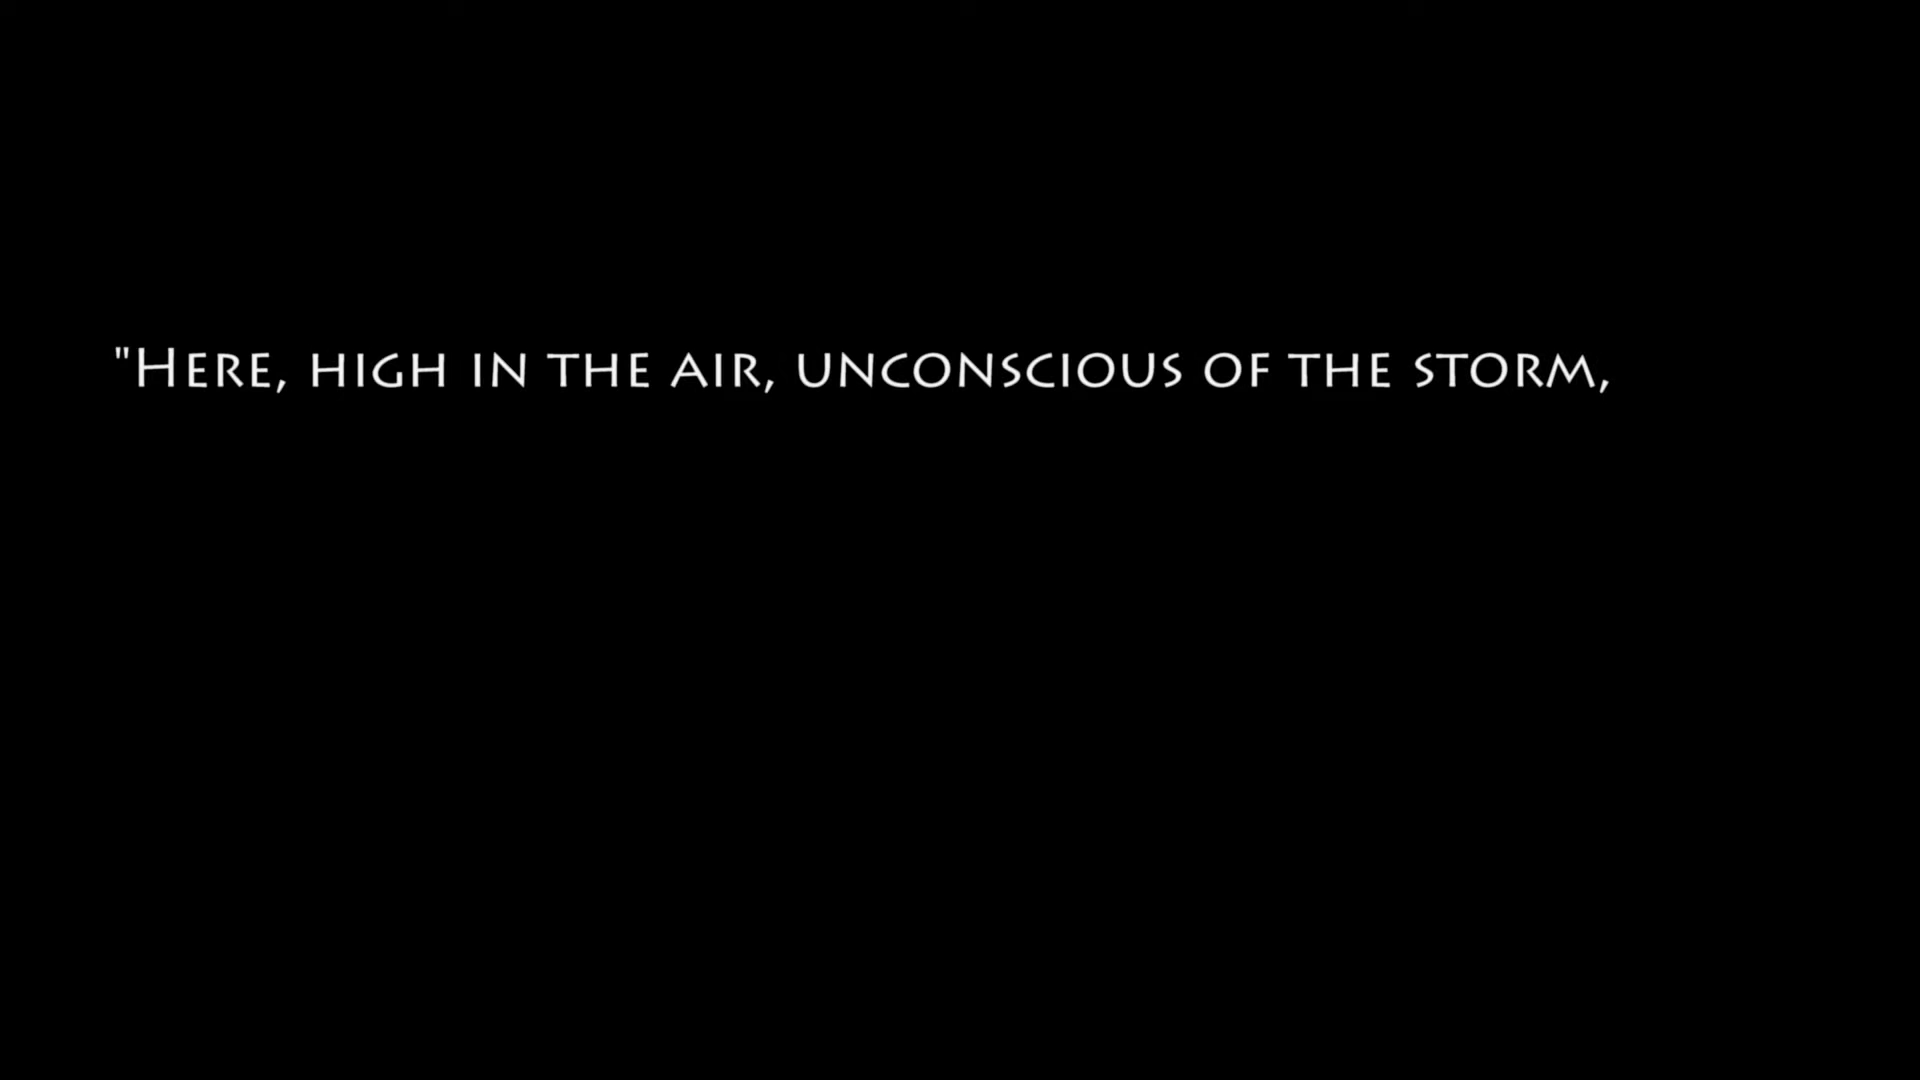 "Here, high in the air, unconscious of the storm,